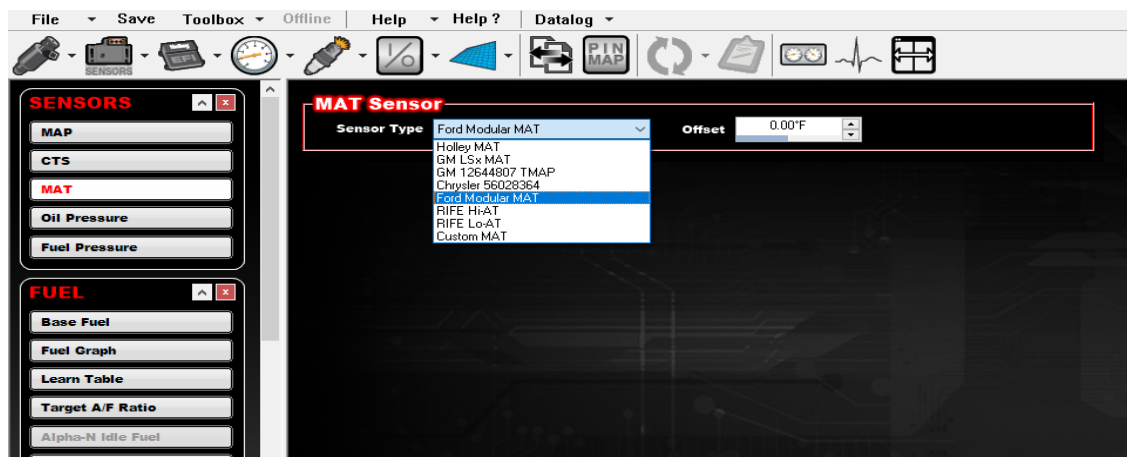 File Save Toolbox Offline Help Help ? Datalog
SENSORS EFI 1/0 PIN MAP
SENSORS
MAP
CTS
MAT
Oil Pressure
Fuel Pressure
FUEL
Base Fuel
Fuel Graph
Learn Table
Target A/F Ratio
Alpha-N Idle Fuel
MAT Sensor
Sensor Type Ford Modular MAT Offset 0.00°F
Holley MAT
GM LSx MAT
GM 12644807 TMAP
Chrysler 56028364
Ford Modular MAT
RIFE Hi-AT
RIFE Lo-AT
Custom MAT